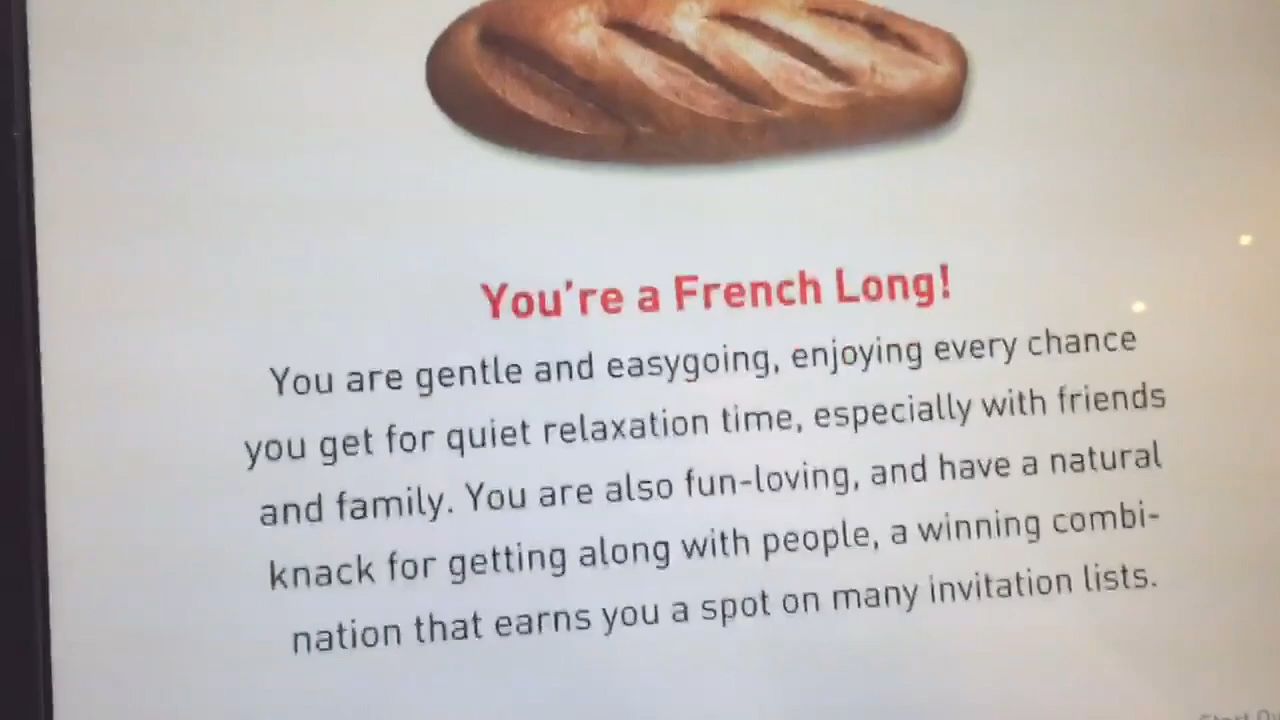 You're a French Long!
You are gentle and easygoing, enjoying every chance
you get for quiet relaxation time, especially with friends
and family. You are also fun-loving, and have a natural
knack for getting along with people, a winning combi-
nation that earns you a spot on many invitation lists.